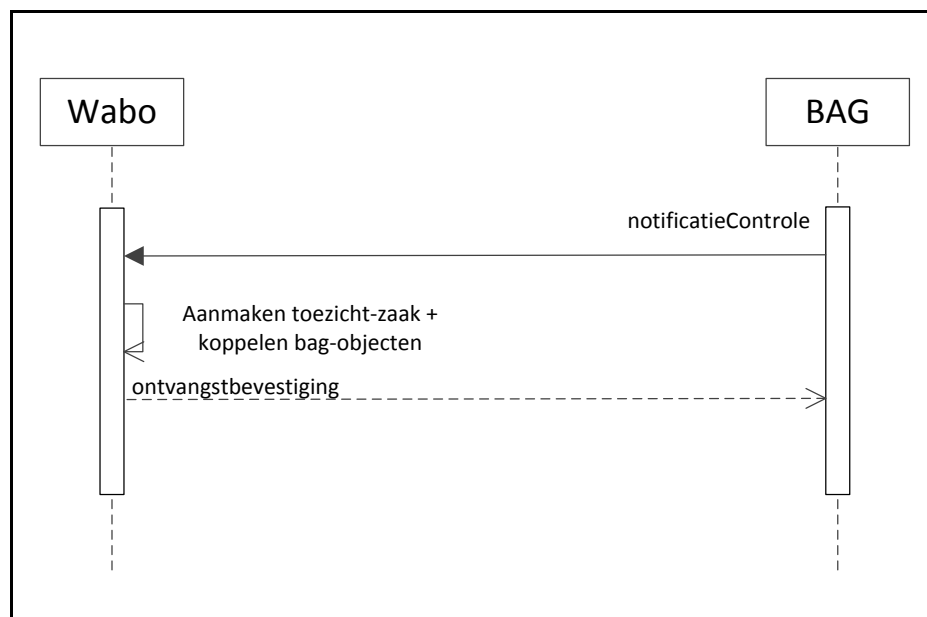 Wabo
BAG
notificatieControle
Aanmaken toezicht-zaak +
koppelen bag-objecten
ontvangstbevestiging